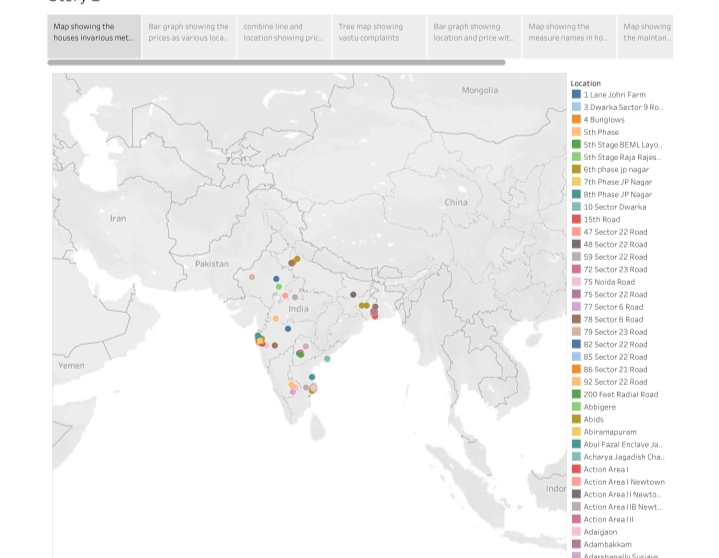 Map showing the
houses invarious met..
Bar graph showing the
prices as various loca..
combine line and
location showing pric..
Tree map showing
vastu complaints
Bar graph showing
location and price wit..
Map showing the
measure names in ho..
Map showing
the maintan..
Mongolia
China
Iran
Pakistan
India
Yemen
Indon
Location
1 Lane Johri Farm
3 Dwarka Sector 9 Ro..
4 Bunglows
5th Phase
5th Stage BEML Layo..
5th Stage Raja Rajes..
6th phase jp nagar
7th Phase JP Nagar
8th Phase JP Nagar
10 Sector Dwarka
15th Road
47 Sector 22 Road
48 Sector 22 Road
59 Sector 22 Road
72 Sector 23 Road
75 Noida Road
75 Sector 22 Road
77 Sector 6 Road
78 Sector 6 Road
79 Sector 23 Road
82 Sector 22 Road
85 Sector 22 Road
86 Sector 21 Road
92 Sector 22 Road
200 Feet Radial Road
Abbigere
Abids
Abiramapuram
Abul Fazal Enclave Ja..
Acharya Jagadish Cha..
Action Area I
Action Area I Newtown
Action Area II Newto..
Action Area IIB Newt..
Action Area III
Adaigaon
Adambakkam